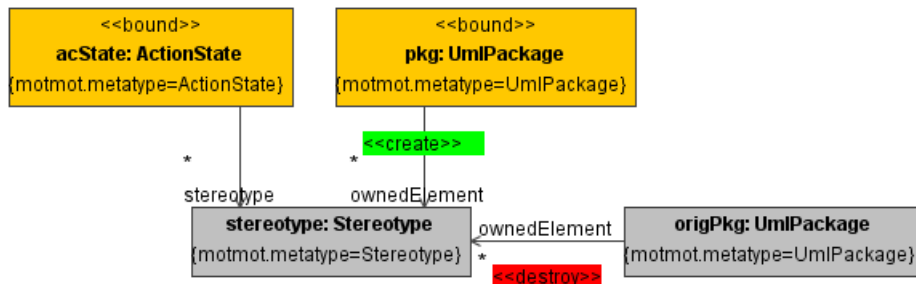 <<bound>>
acState: ActionState
{motmot.metatype=ActionState}
<<bound>>
pkg: UmlPackage
{motmot.metatype=UmlPackage}
<<create>>
*
stereotype
*
ownedElement
stereotype: Stereotype
{motmot.metatype=Stereotype}
ownedElement
*
<<destroy>>
origPkg: UmlPackage
{motmot.metatype=UmlPackage}